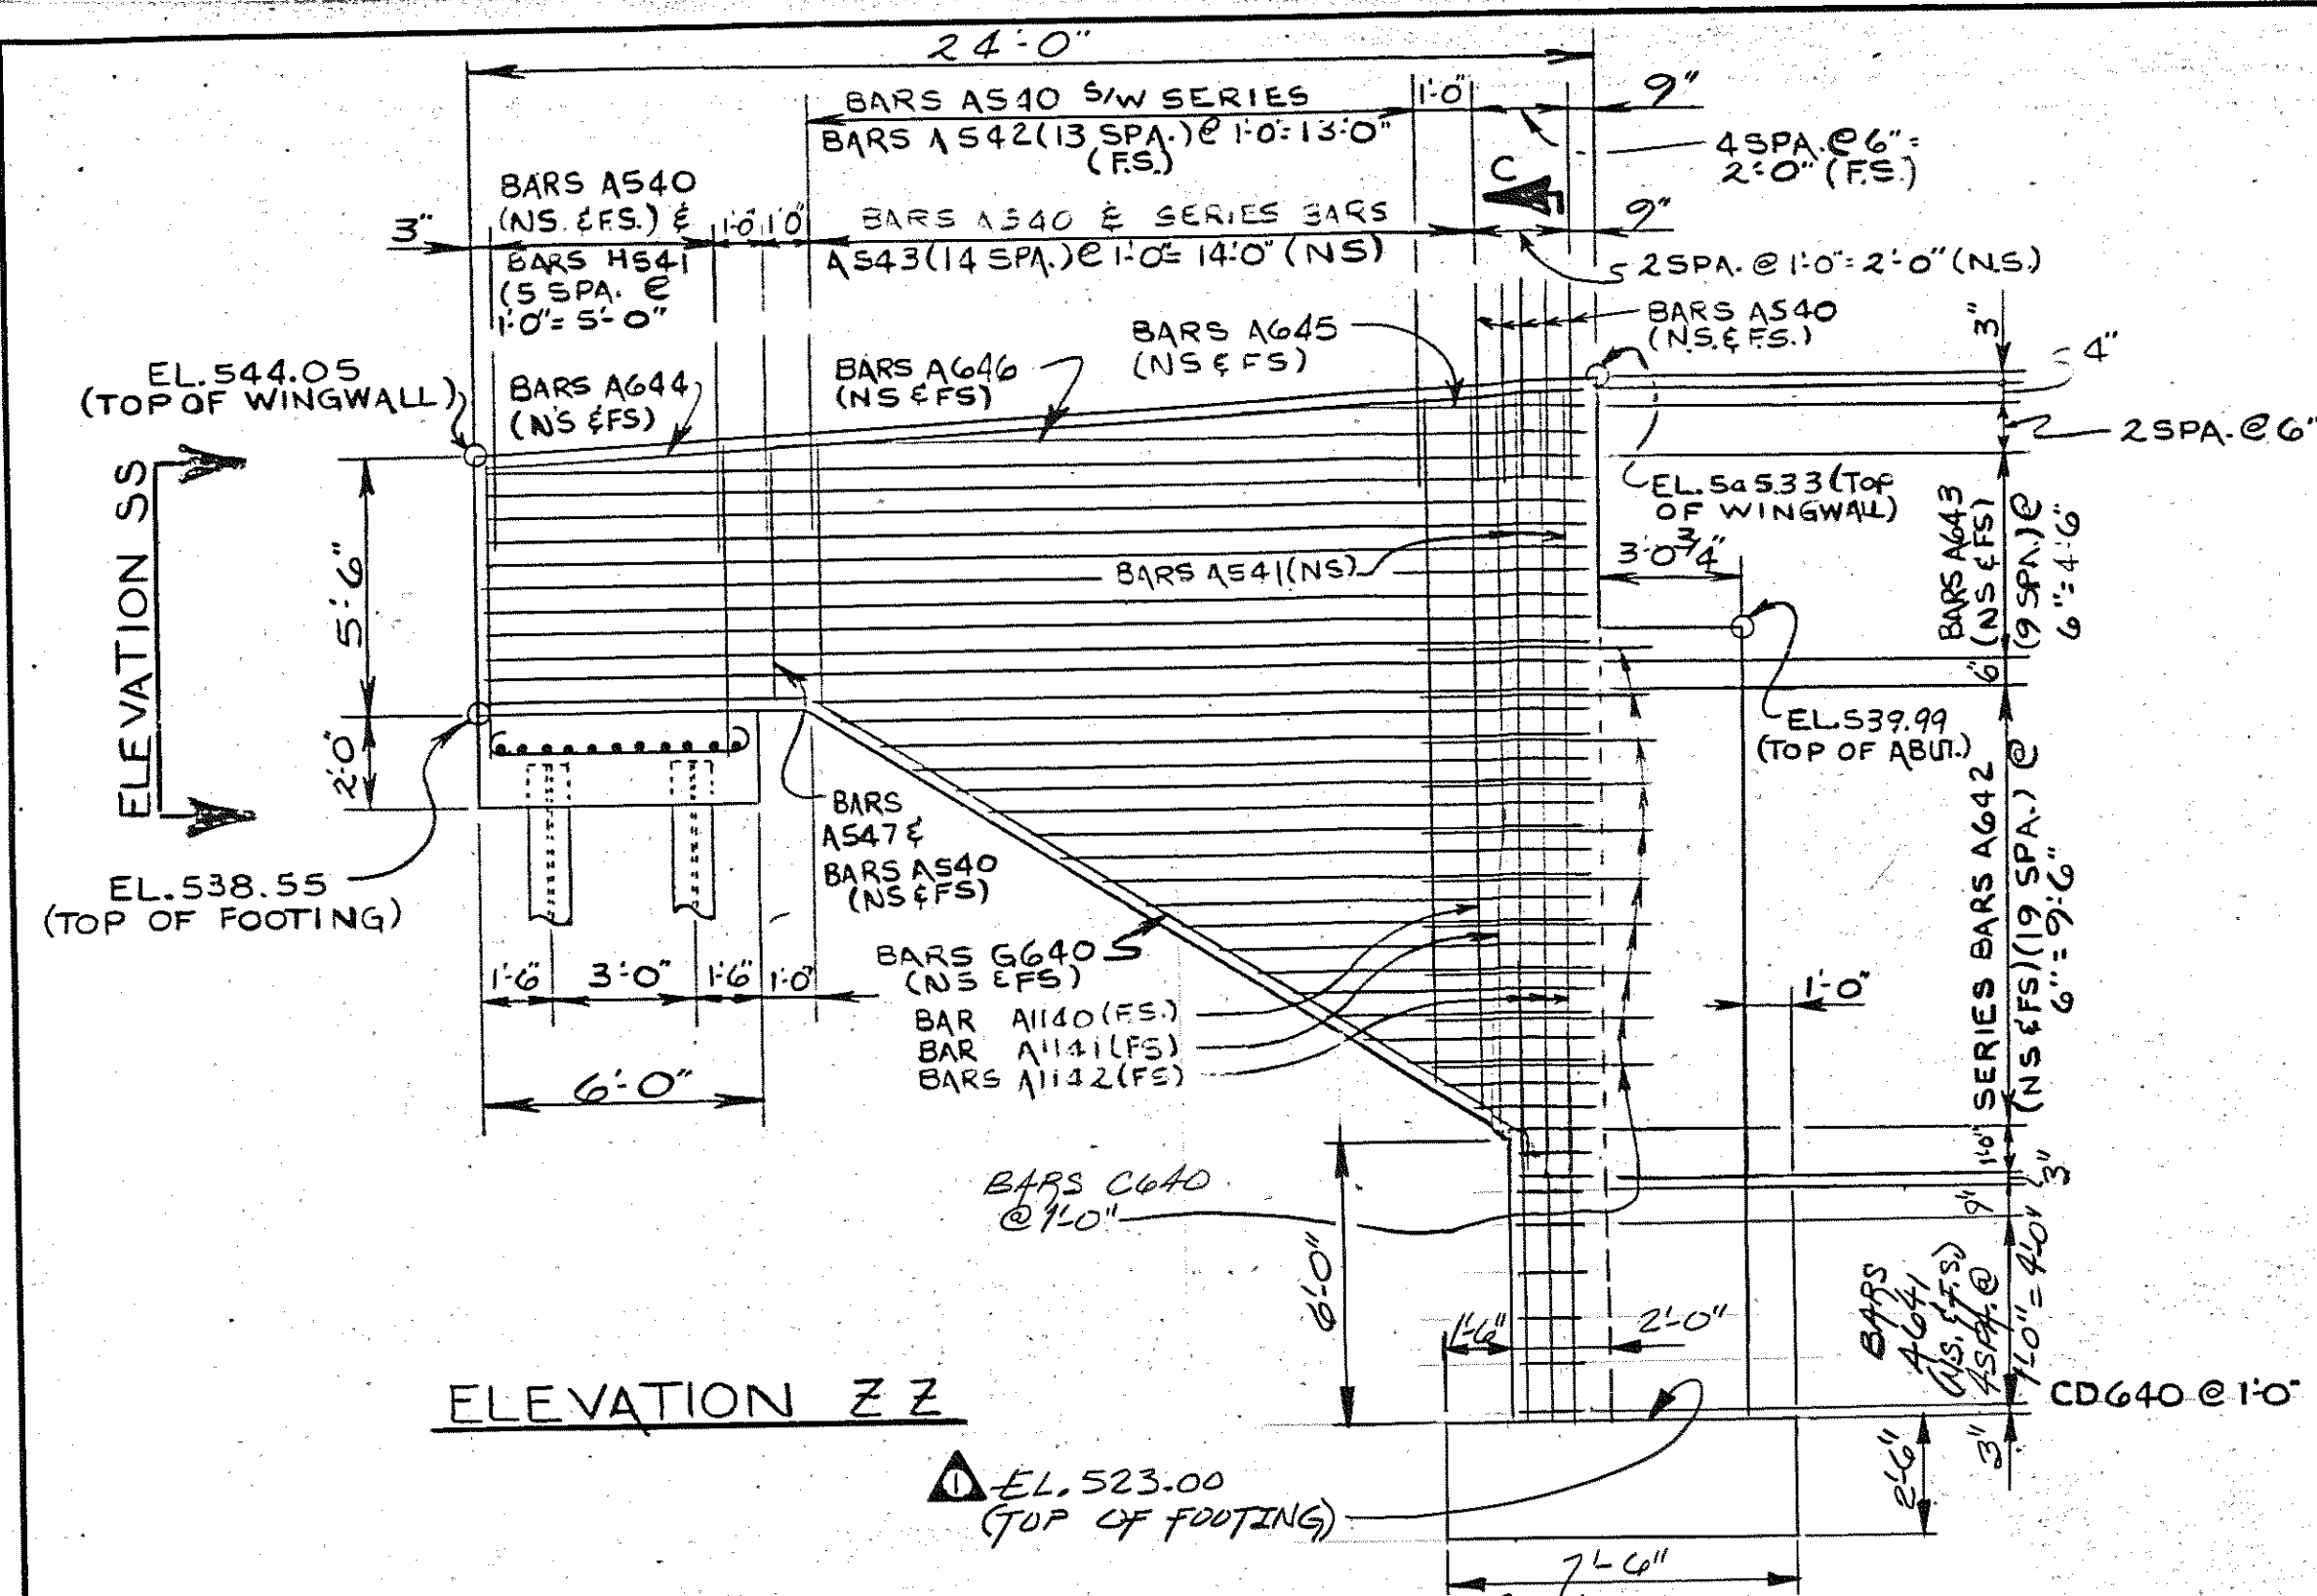 24'-0"
BARS A540 S/W SERIES
BARS A542 (13 SPA.) @ 1'-0"= 13'-0"
(F.S.)
1'-0"
9"
4 SPA. @ 6"=
2'-0" (F.S.)
C
BARS A540
(NS. & F.S.) &
BARS H541
(5 SPA. @
1'-0"= 5'-0"
3"
1'-0"
1'-0"
BARS A540 & SERIES BARS
A543 (14 SPA.) @ 1'-0"= 14'-0" (NS)
9"
2 SPA. @ 1'-0"= 2'-0" (N.S.)
BARS A540
(N.S. & F.S.)
3"
4"
2 SPA. @ 6"
EL. 544.05
(TOP OF WINGWALL)
BARS A644
(NS & FS)
BARS A646
(NS & FS)
BARS A645
(NS & FS)
ELEVATION SS
5'-6"
2'-0"
BARS A541 (NS)
(TOP
OF WINGWALL)
3'-0 3/4"
BARS A643
(NS & FS)
(9 SPA.) @
6"= 4'-6"
6"
EL. 539.99
(TOP OF ABUT.)
EL. 538.55
(TOP OF FOOTING)
BARS
A547 &
BARS A540
(NS & FS)
1'-6"
3'-0"
1'-6"
1'-0"
6'-0"
BARS G640
(NS & FS)
BAR A1140 (F.S.)
BAR A1141 (FS)
BARS A1142 (FS)
1'-0"
SERIES BARS A642
(NS & FS) (19 SPA.) @
6"= 9'-6"
BARS C640
@ 1'-0"
6'-0"
1'-6"
2'-0"
1'-0"
3"
9"
BARS
A641
(N.S. & F.S.)
4 SPA. @
1'-0" = 4'-0"
CD640 @ 1'-0"
3"
2'-6"
ELEVATION ZZ
1
EL. 523.00
(TOP OF FOOTING)
7'-6"